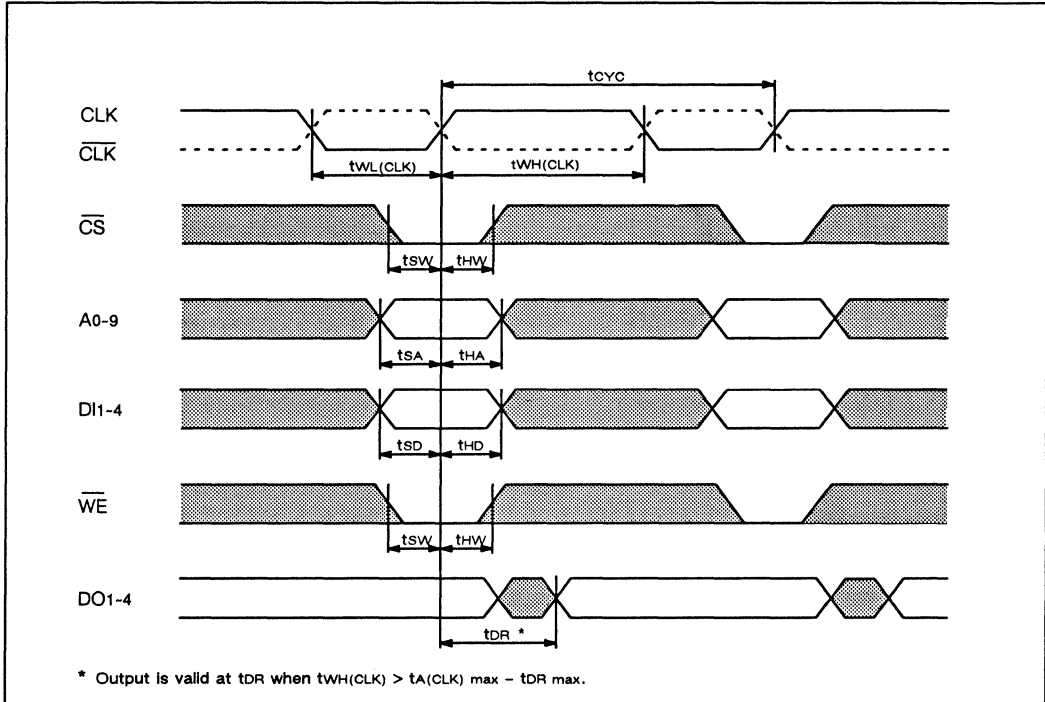 tCYC
CLK
CLK
tWL(CLK) tWH(CLK)
CS
tSW tHW
A0~9
tSA tHA
DI1~4
tSD tHD
WE
tSW tHW
DO1~4
tDR *
* Output is valid at tDR when tWH(CLK) > tA(CLK) max – tDR max.